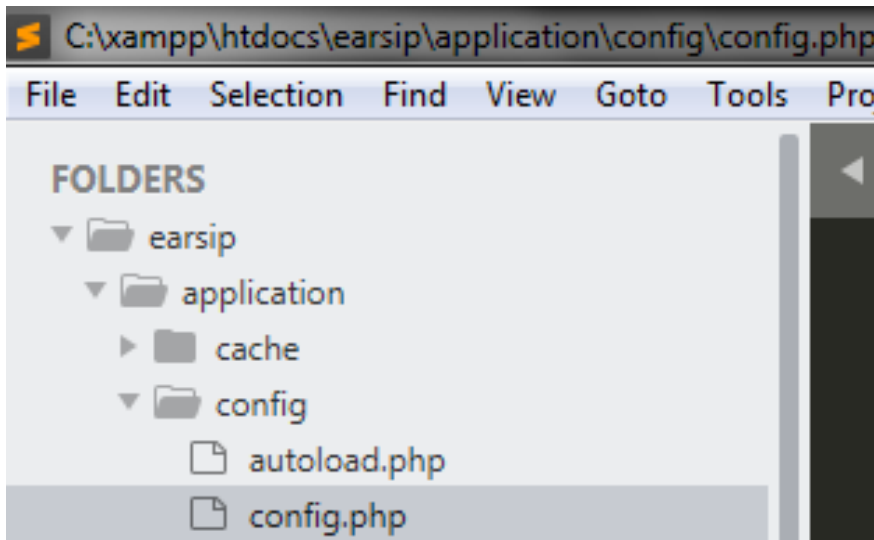 C:\xampp\htdocs\earsip\application\config\config.php
File Edit Selection Find View Goto Tools
FOLDERS
earsip
application
cache
config
autoload.php
config.php